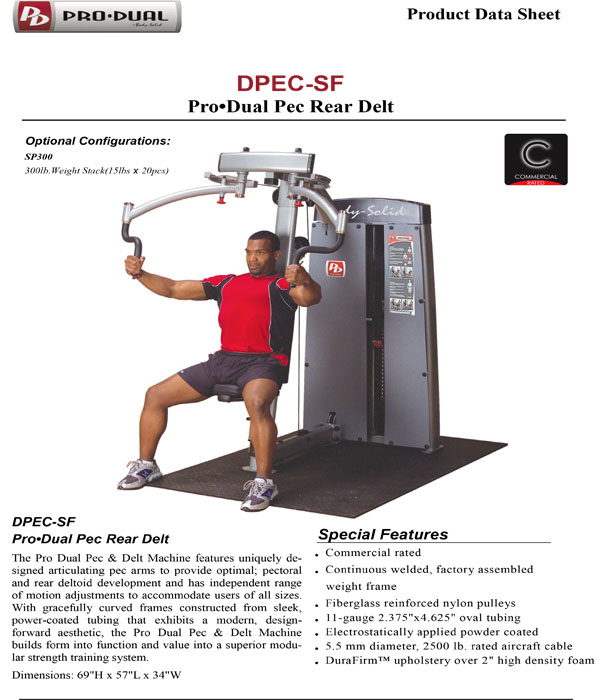 PD PRO•DUAL
Body-Solid
Product Data Sheet
DPEC-SF
Pro•Dual Pec Rear Delt
Optional Configurations:
SP300
300lb.Weight Stack(15lbs x 20pcs)
C
COMMERCIAL
RATED
dy-Solid
PD
DPEC-SF
Pro•Dual Pec Rear Delt
The Pro Dual Pec & Delt Machine features uniquely de-
signed articulating pec arms to provide optimal; pectoral
and rear deltoid development and has independent range
of motion adjustments to accommodate users of all sizes.
With gracefully curved frames constructed from sleek,
power-coated tubing that exhibits a modern, design-
forward aesthetic, the Pro Dual Pec & Delt Machine
builds form into function and value into a superior modu-
lar strength training system.
Dimensions: 69"H x 57"L x 34"W
Special Features
• Commercial rated
• Continuous welded, factory assembled
weight frame
• Fiberglass reinforced nylon pulleys
• 11-gauge 2.375"x4.625" oval tubing
• Electrostatically applied powder coated
• 5.5 mm diameter, 2500 lb. rated aircraft cable
• DuraFirm™ upholstery over 2" high density foam